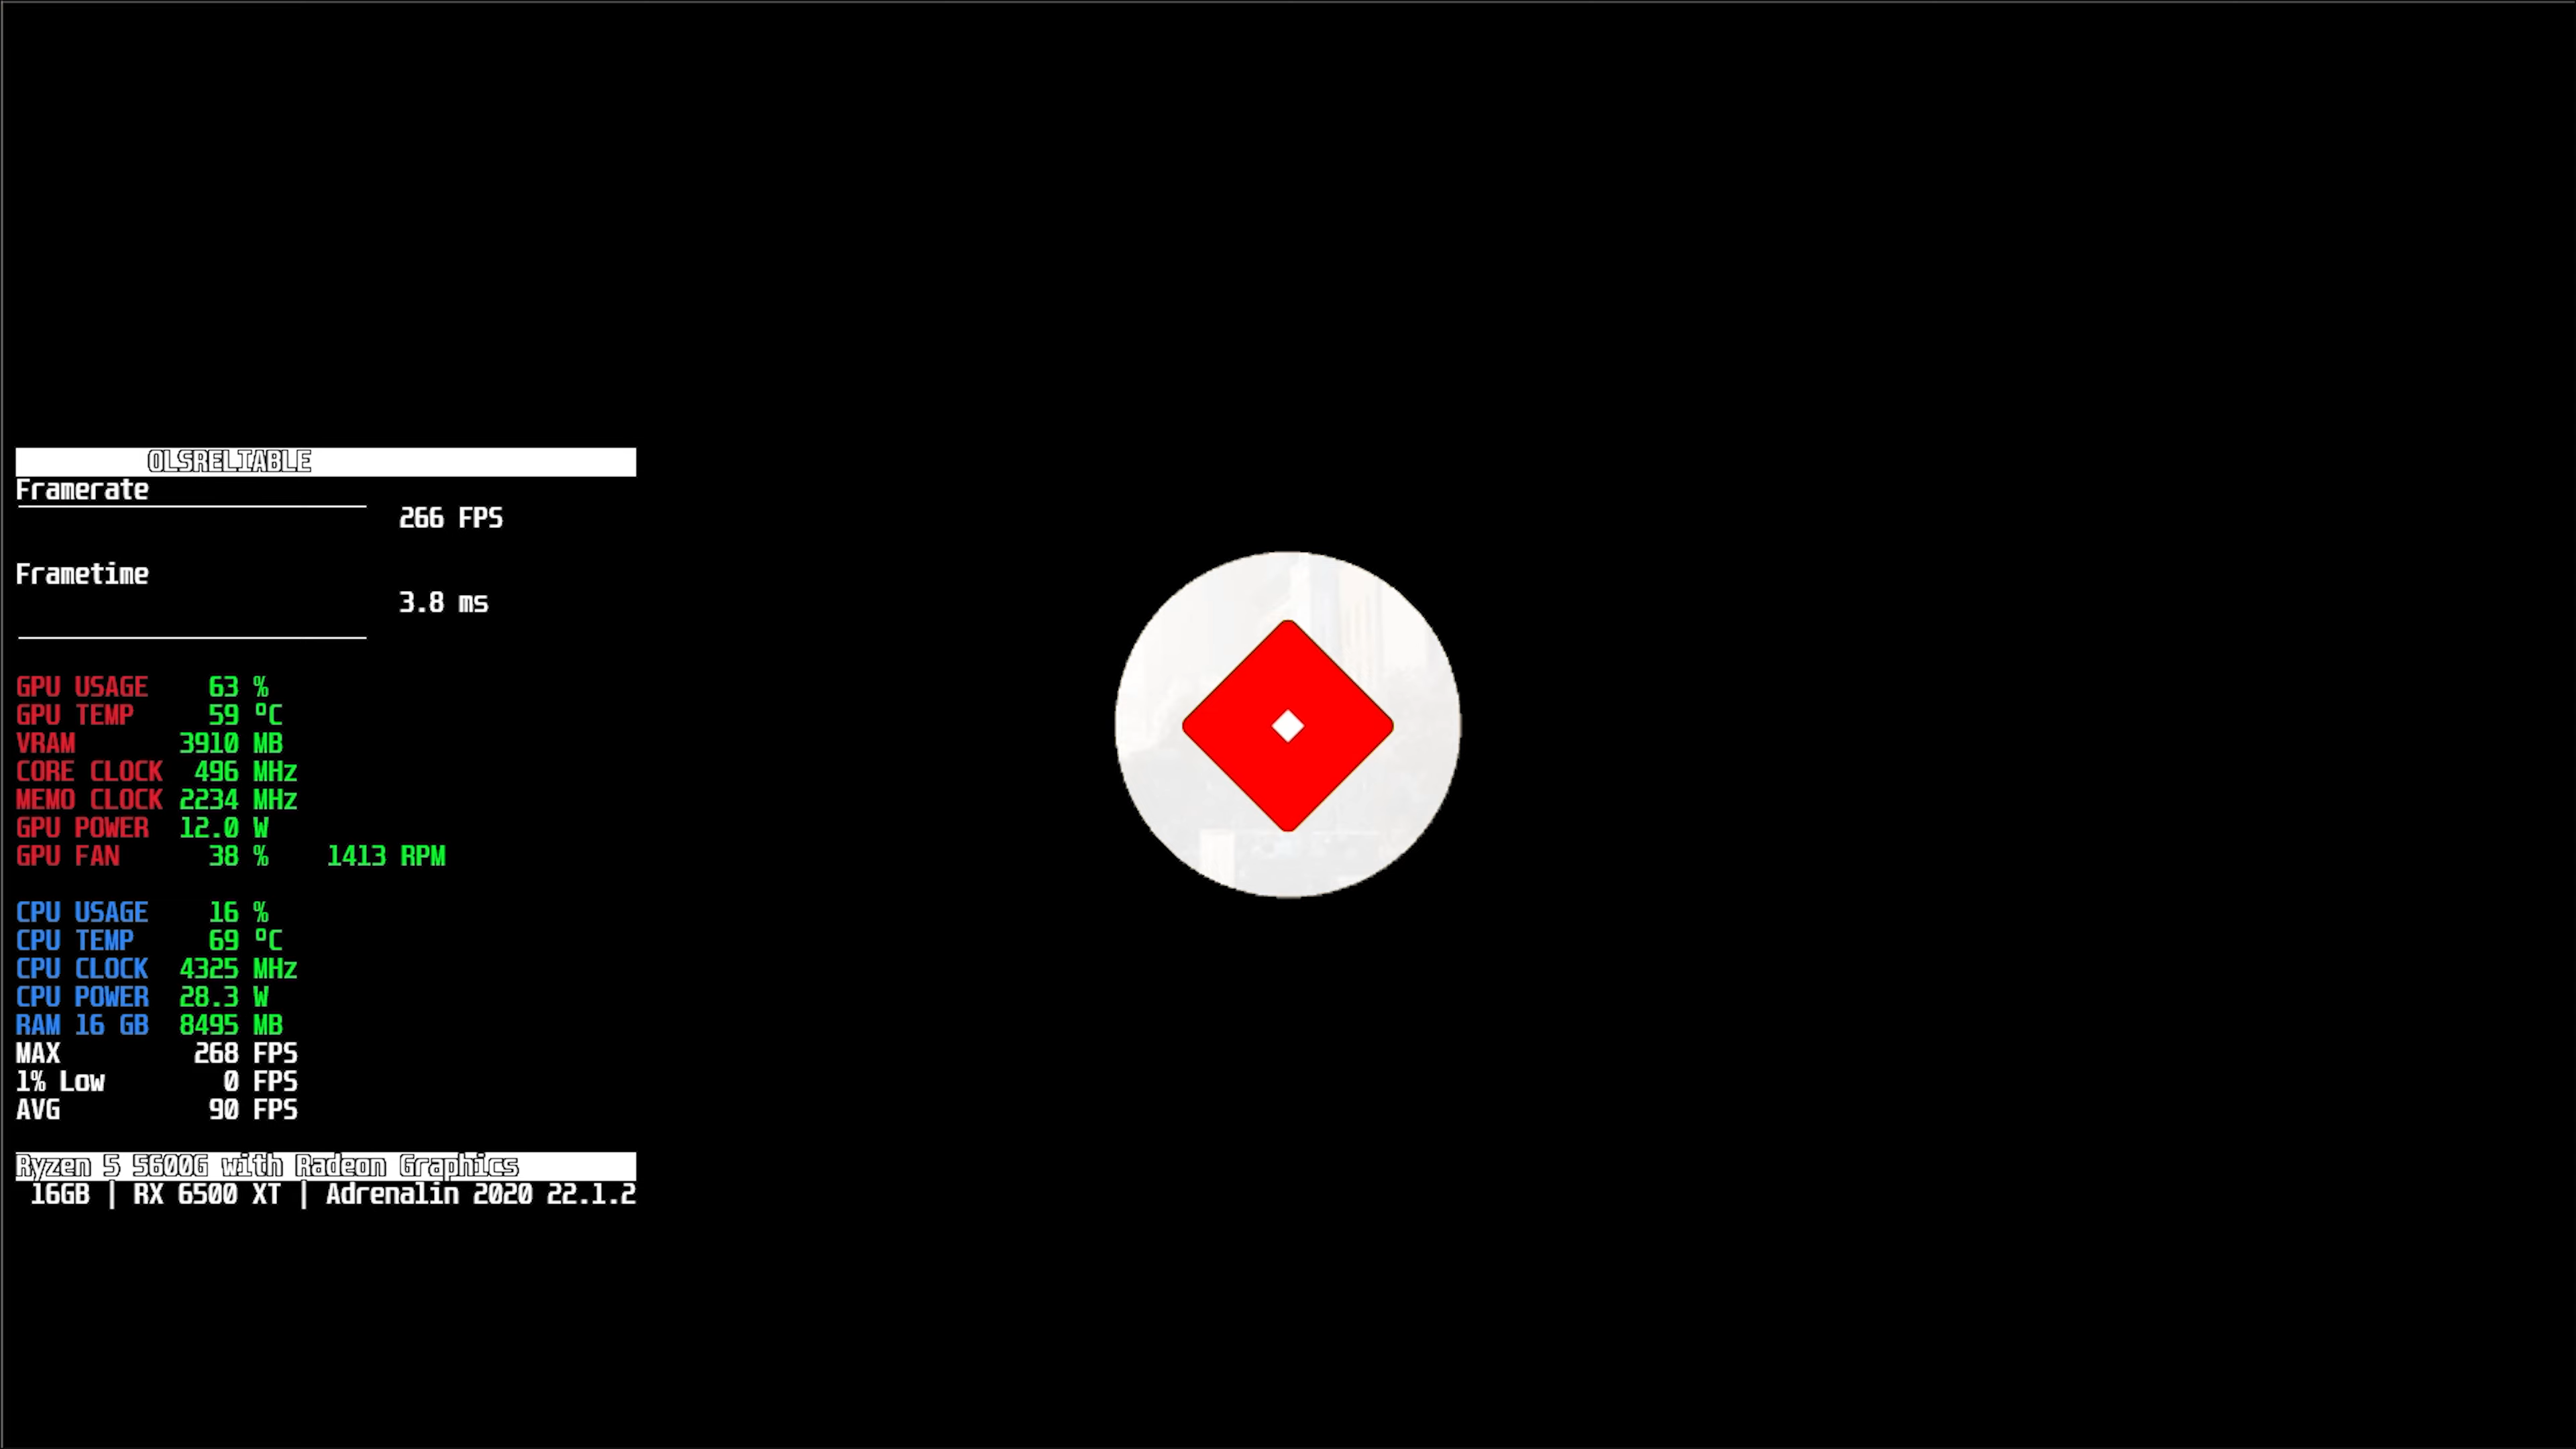 OLSRELIABLE
Framerate
266 FPS
Frametime
3.8 ms
GPU USAGE 63 %
GPU TEMP 59 ºC
VRAM 3910 MB
CORE CLOCK 496 MHz
MEMO CLOCK 2234 MHz
GPU POWER 12.0 W
GPU FAN 38 % 1413 RPM
CPU USAGE 16 %
CPU TEMP 69 ºC
CPU CLOCK 4325 MHz
CPU POWER 28.3 W
RAM 16 GB 8495 MB
MAX 268 FPS
1% Low 0 FPS
AVG 90 FPS
Ryzen 5 5600G with Radeon Graphics
16GB | RX 6500 XT | Adrenalin 2020 22.1.2